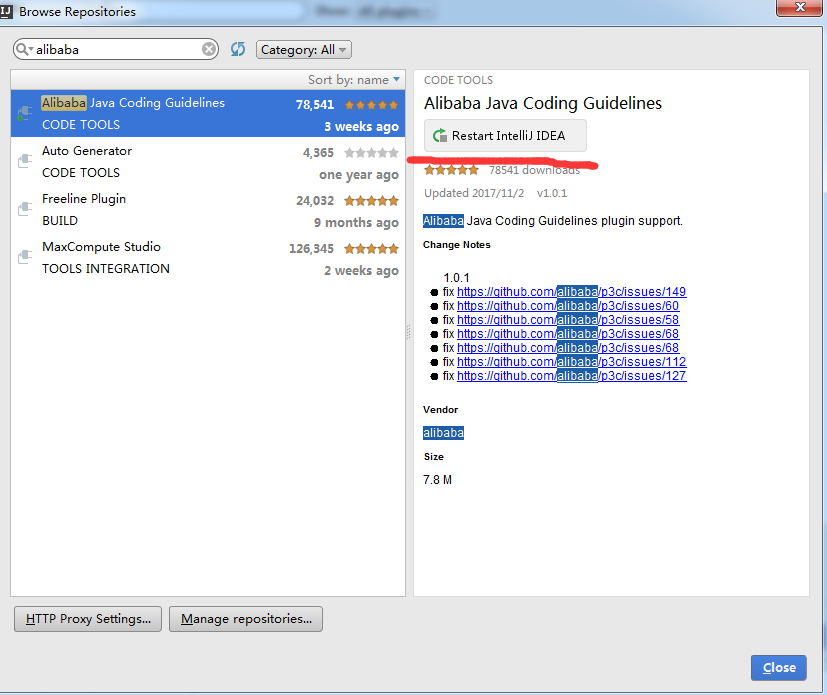 Browse Repositories
alibaba
Category: All
Sort by: name
Alibaba Java Coding Guidelines
78,541
CODE TOOLS
3 weeks ago
Auto Generator
4,365
CODE TOOLS
one year ago
Freeline Plugin
24,032
BUILD
9 months ago
MaxCompute Studio
126,345
TOOLS INTEGRATION
2 weeks ago
CODE TOOLS
Alibaba Java Coding Guidelines
Restart IntelliJ IDEA
78541 downloads
Updated 2017/11/2 v1.0.1
Alibaba Java Coding Guidelines plugin support.
Change Notes
1.0.1
fix https://github.com/alibaba/p3c/issues/149
fix https://github.com/alibaba/p3c/issues/60
fix https://github.com/alibaba/p3c/issues/58
fix https://github.com/alibaba/p3c/issues/68
fix https://github.com/alibaba/p3c/issues/68
fix https://github.com/alibaba/p3c/issues/112
fix https://github.com/alibaba/p3c/issues/127
Vendor
alibaba
Size
7.8 M
HTTP Proxy Settings...
Manage repositories...
Close